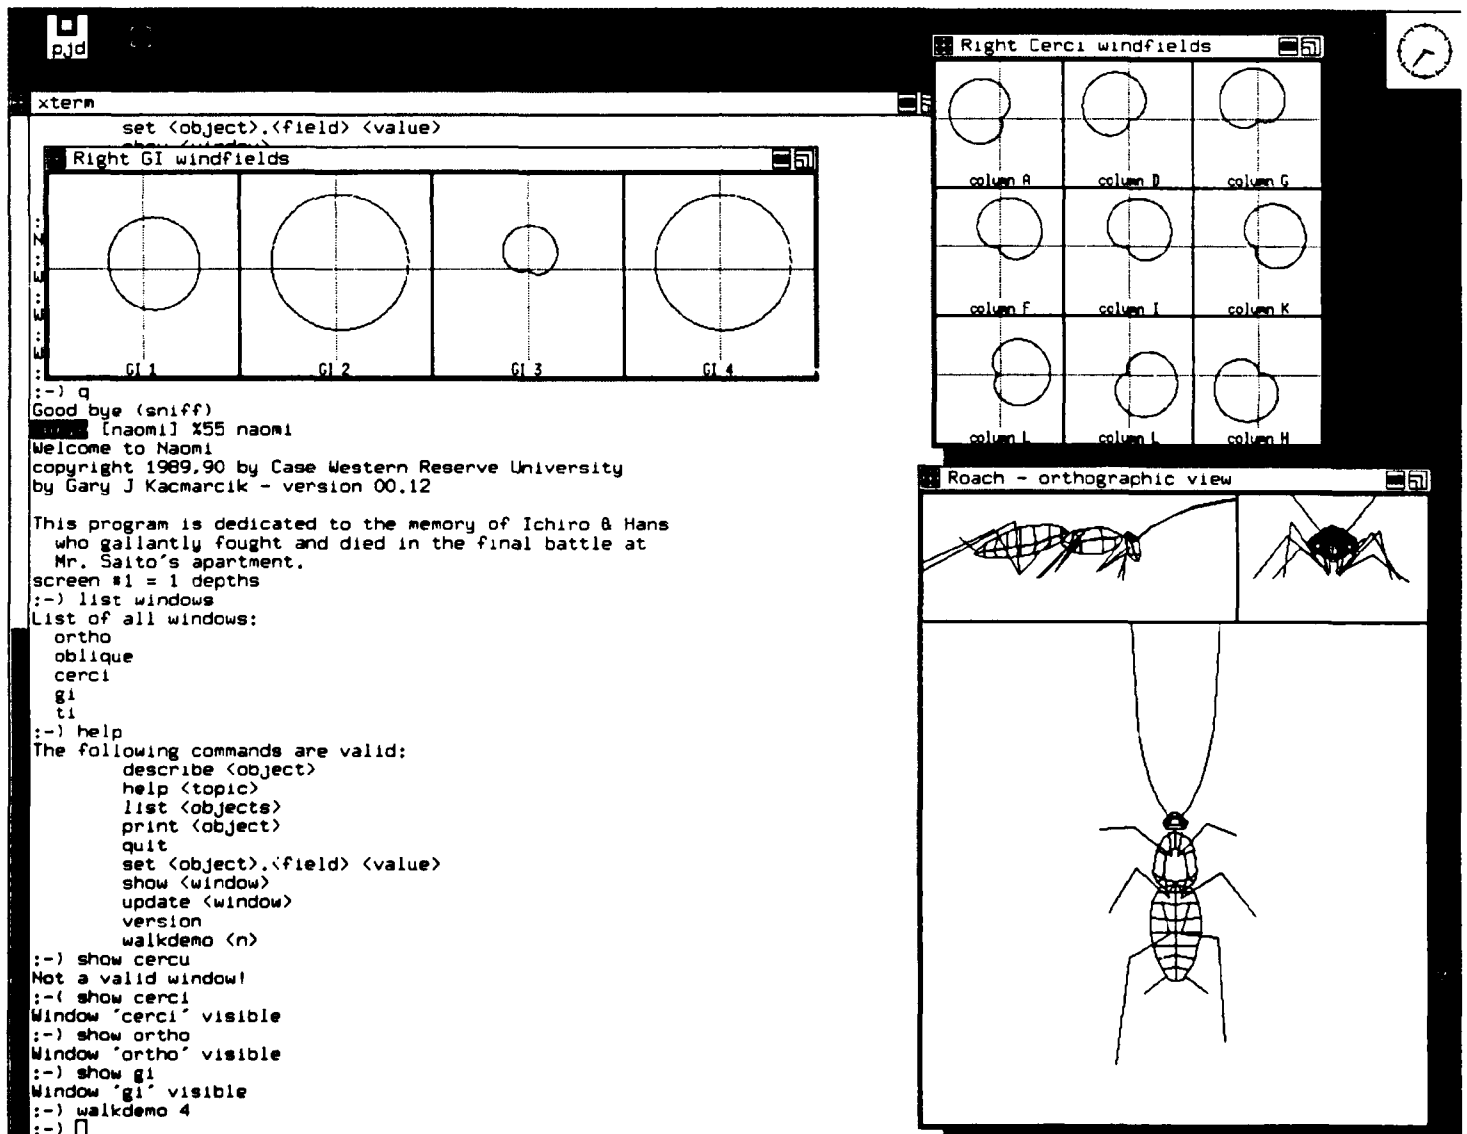 pjd
xterm
set <object>.<field> <value>
show <window>
Right GI windfields
GI 1
GI 2
GI 3
GI 4
:
N
:
W
:
W
:
W
:
:-) q
Good bye (sniff)
[naomi] %55 naomi
Welcome to Naomi
copyright 1989,90 by Case Western Reserve University
by Gary J Kacmarcik - version 00.12
This program is dedicated to the memory of Ichiro & Hans
who gallantly fought and died in the final battle at
Mr. Saito's apartment.
screen #1 = 1 depths
:-) list windows
List of all windows:
ortho
oblique
cerci
gi
ti
:-) help
The following commands are valid:
describe <object>
help <topic>
list <objects>
print <object>
quit
set <object>.<field> <value>
show <window>
update <window>
version
walkdemo <n>
:-) show cercu
Not a valid window!
:-( show cerci
Window 'cerci' visible
:-) show ortho
Window 'ortho' visible
:-) show gi
Window 'gi' visible
:-) walkdemo 4
:-)
Right Cerci windfields
column A
column D
column G
column F
column I
column K
column L
column L
column H
Roach - orthographic view